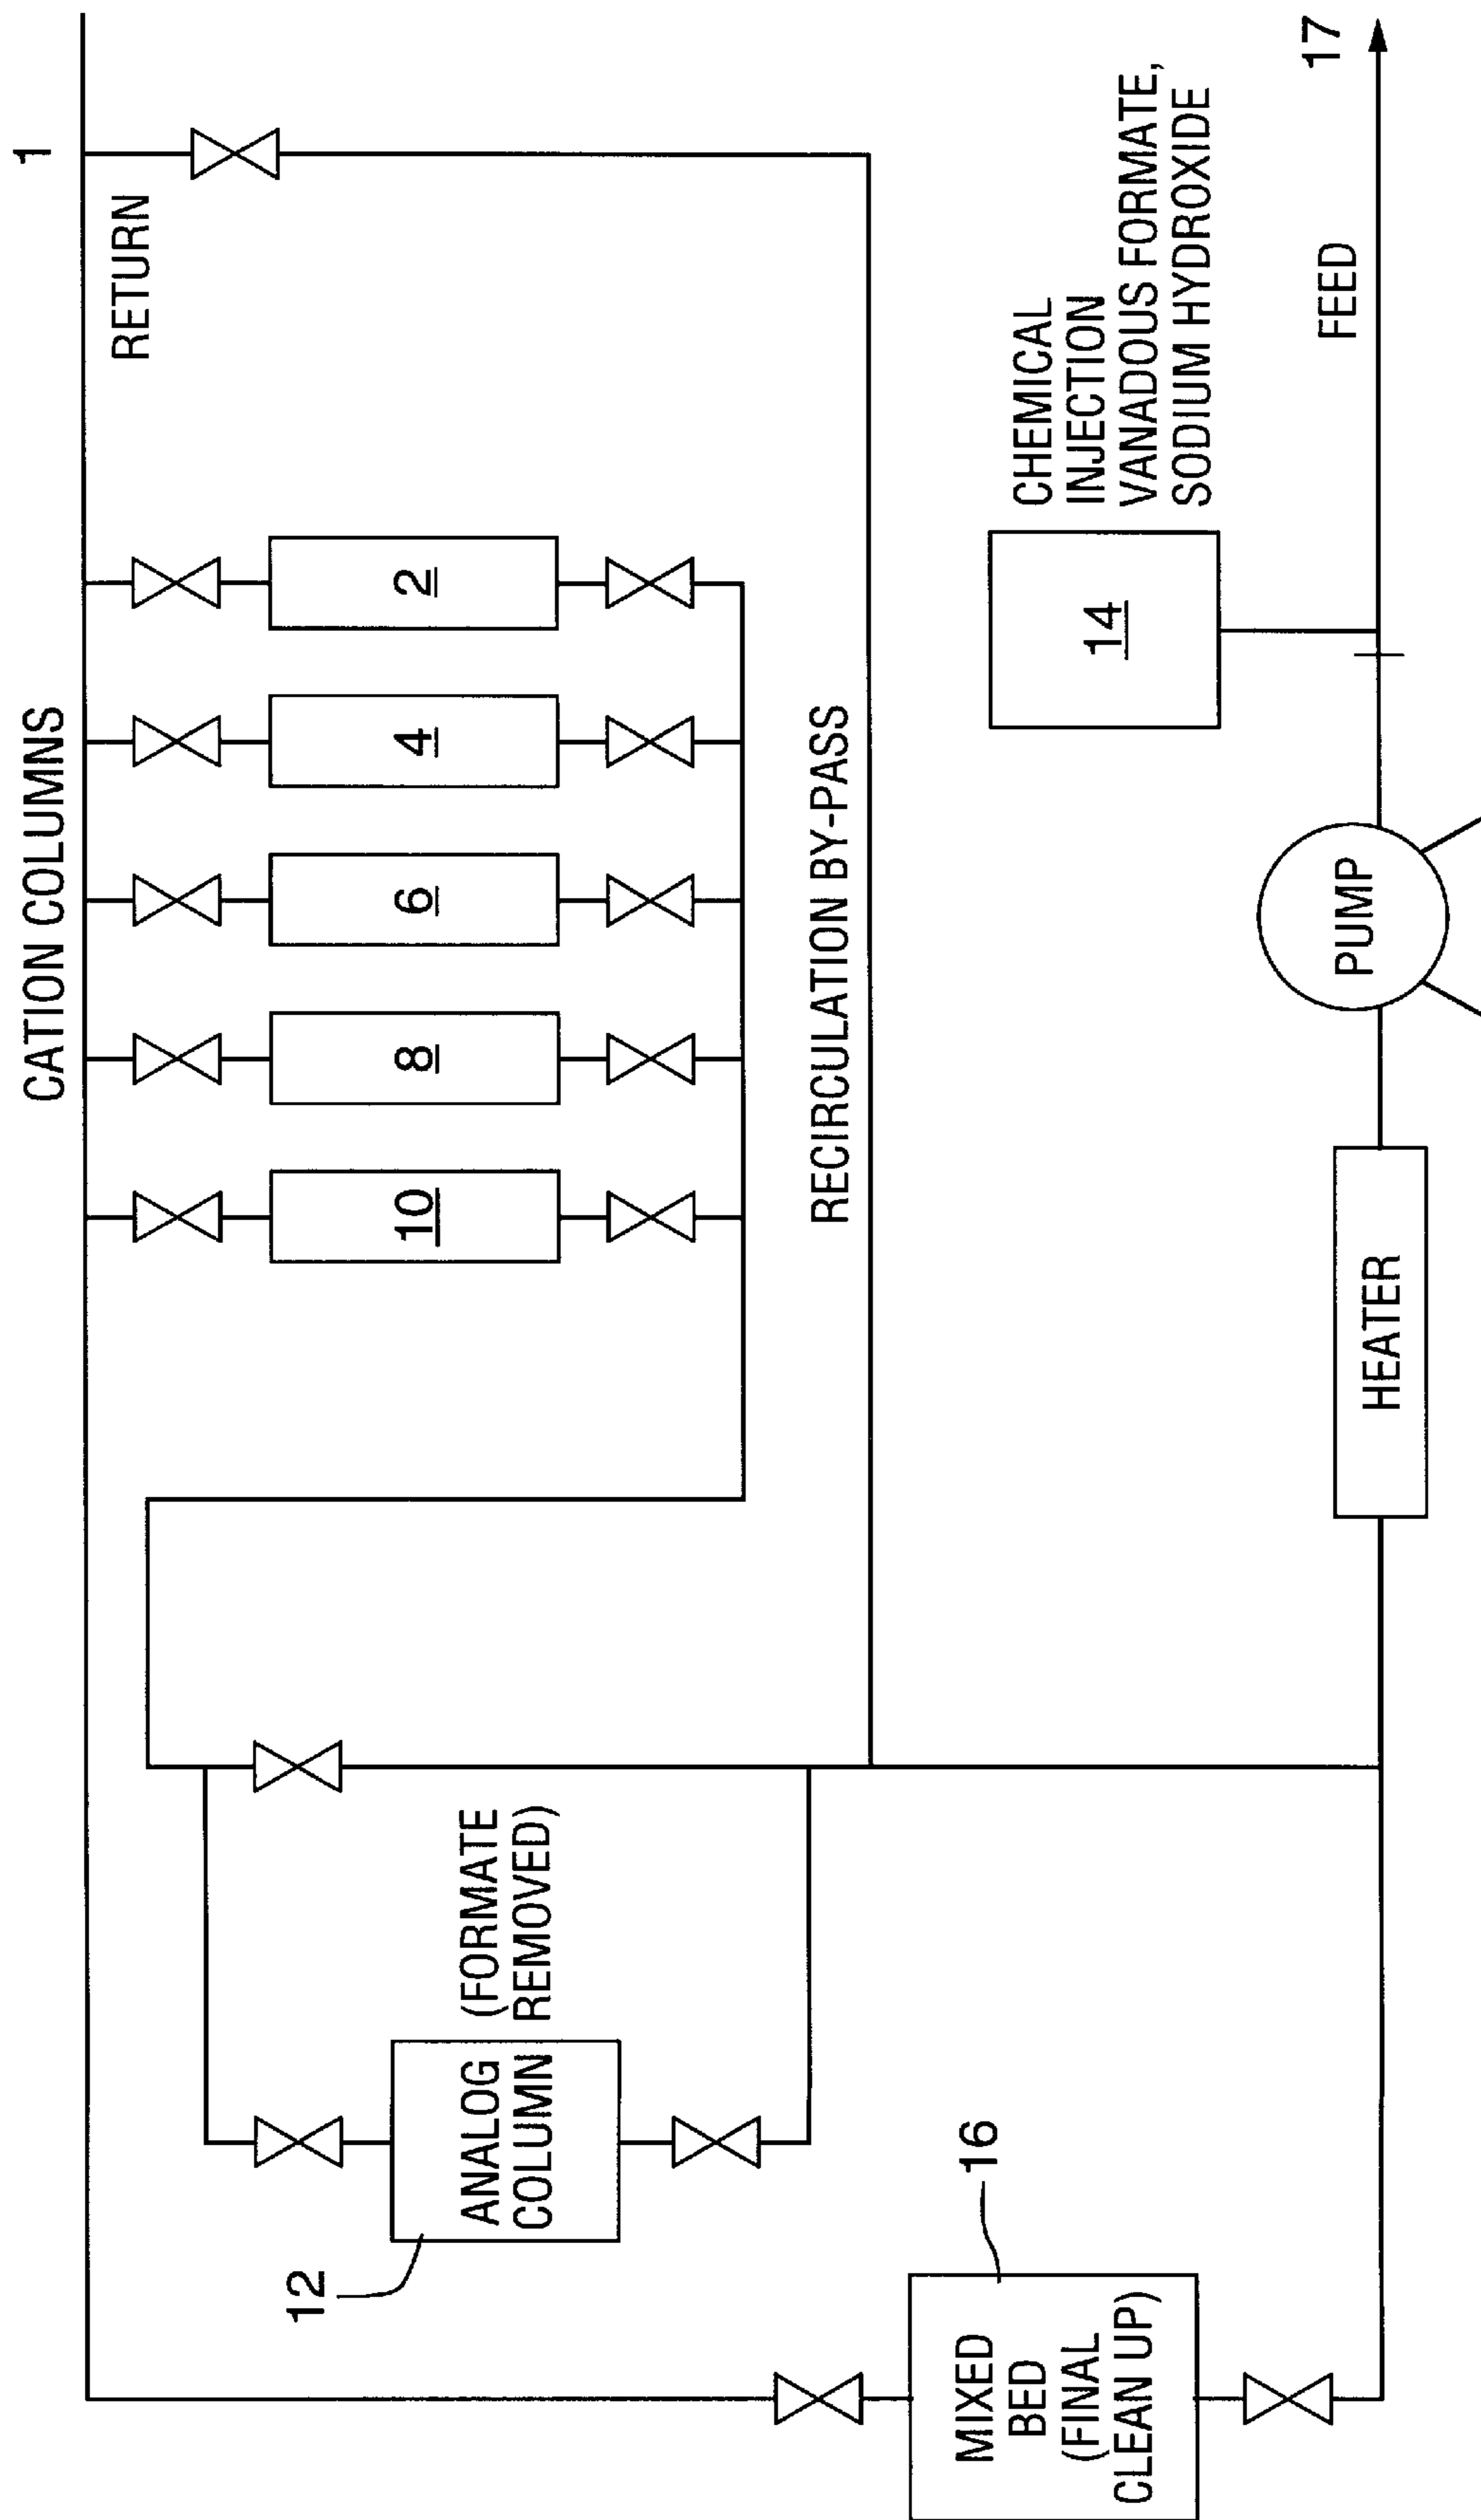 1
RETURN
CATION COLUMNS
2
4
6
8
10
RECIRCULATION BY-PASS
12
ANALOG
COLUMN
(FORMATE
REMOVED)
16
MIXED
BED
(FINAL
CLEAN UP)
HEATER
PUMP
14
CHEMICAL
INJECTION
VANADOUS FORMATE,
SODIUM HYDROXIDE
FEED
17